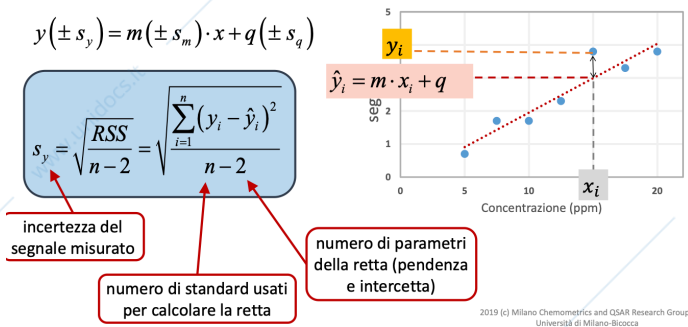 y(± s_y) = m(± s_m)·x + q(± s_q)
s_y = √(RSS / (n − 2)) = √(∑_{i=1}^{n} (y_i − ŷ_i)² / (n − 2))
www.unidocs.it
incertezza del
segnale misurato
numero di standard usati
per calcolare la retta
numero di parametri
della retta (pendenza
e intercetta)
5
4
y_i
ŷ_i = m·x_i + q
seg
2
1
0
0
5
10
x_i
20
Concentrazione (ppm)
2019 (c) Milano Chemometrics and QSAR Research Group
Università di Milano-Bicocca